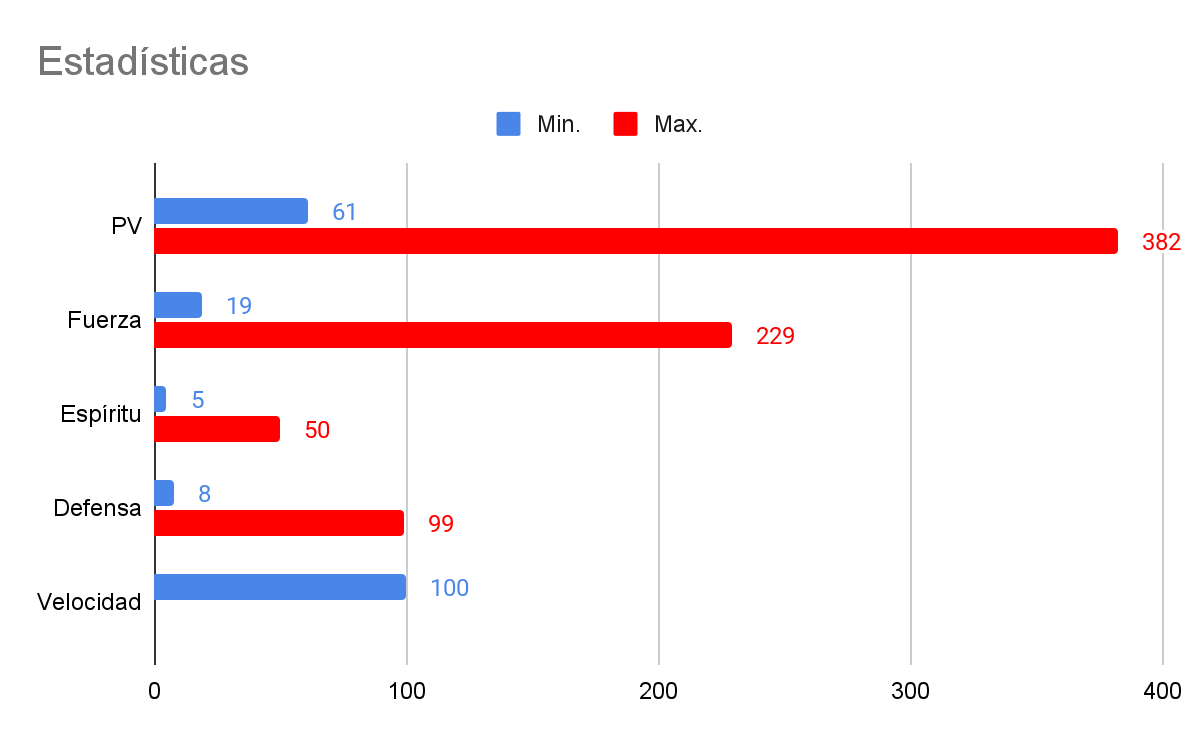 Estadísticas
Min. Max.
PV 61
382
Fuerza 19
229
Espíritu 5
50
Defensa 8
99
Velocidad 100
0 100 200 300 400